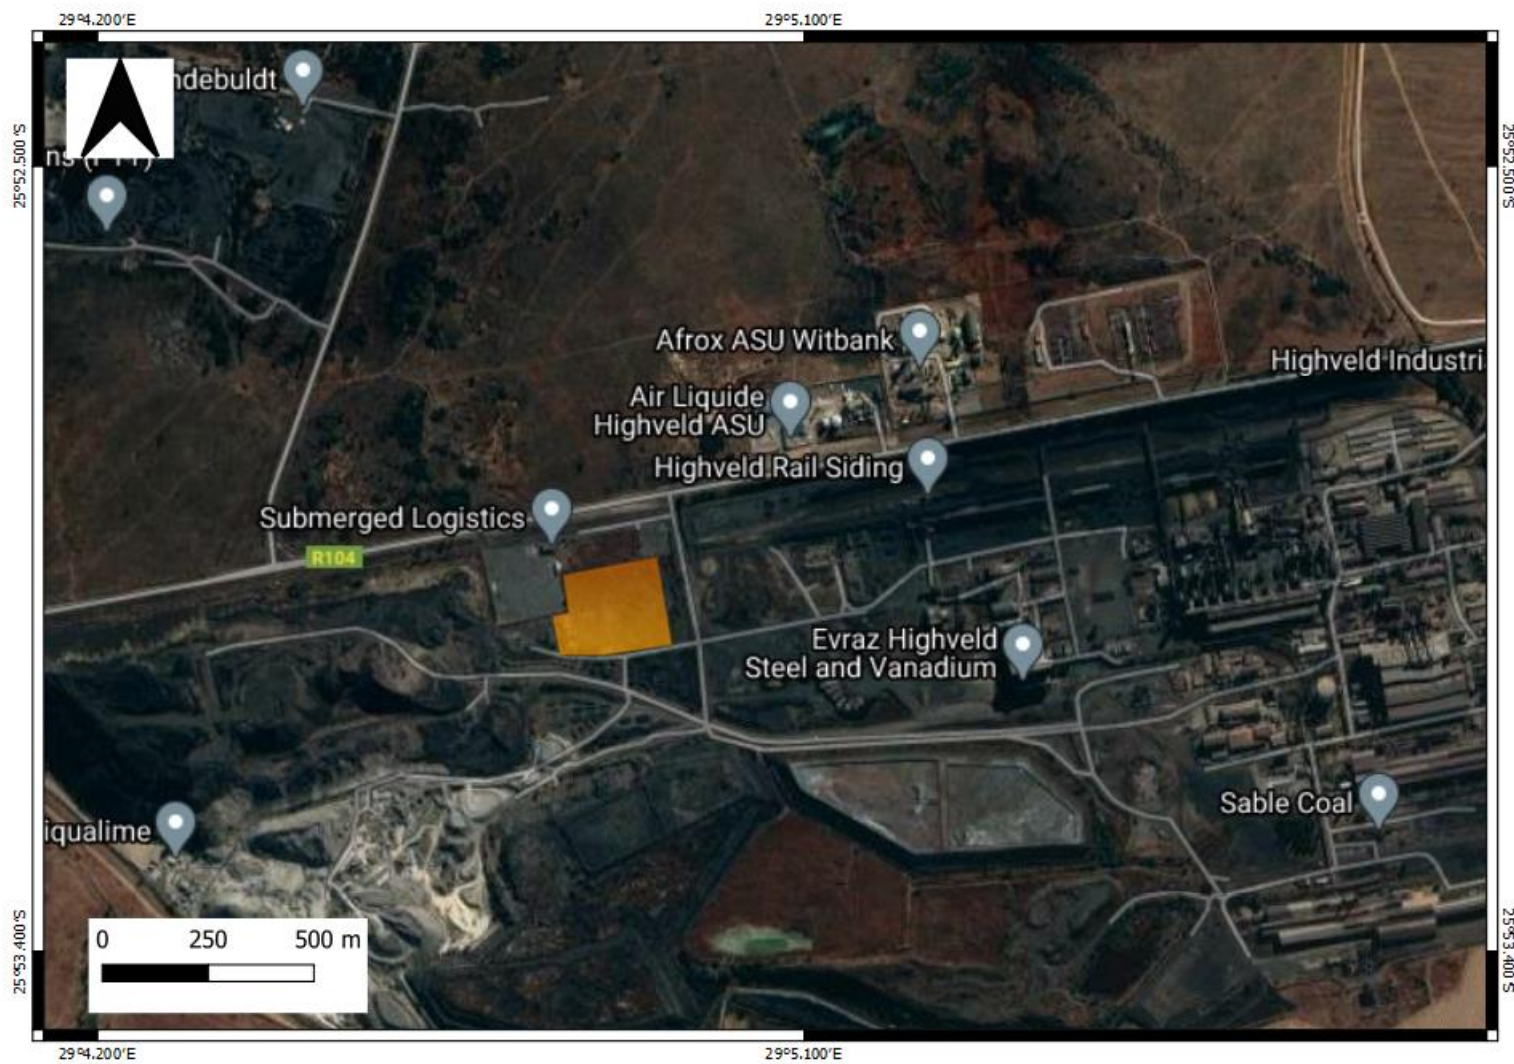 29°4.200′E
29°5.100′E
ndebuldt
25°52.500′S
25°52.500′S
Afrox ASU Witbank
Highveld Industri
Air Liquide
Highveld ASU
Highveld Rail Siding
Submerged Logistics
R104
Evraz Highveld
Steel and Vanadium
Sable Coal
iqualime
0 250 500 m
25°53.400′S
25°53.400′S
29°4.200′E
29°5.100′E